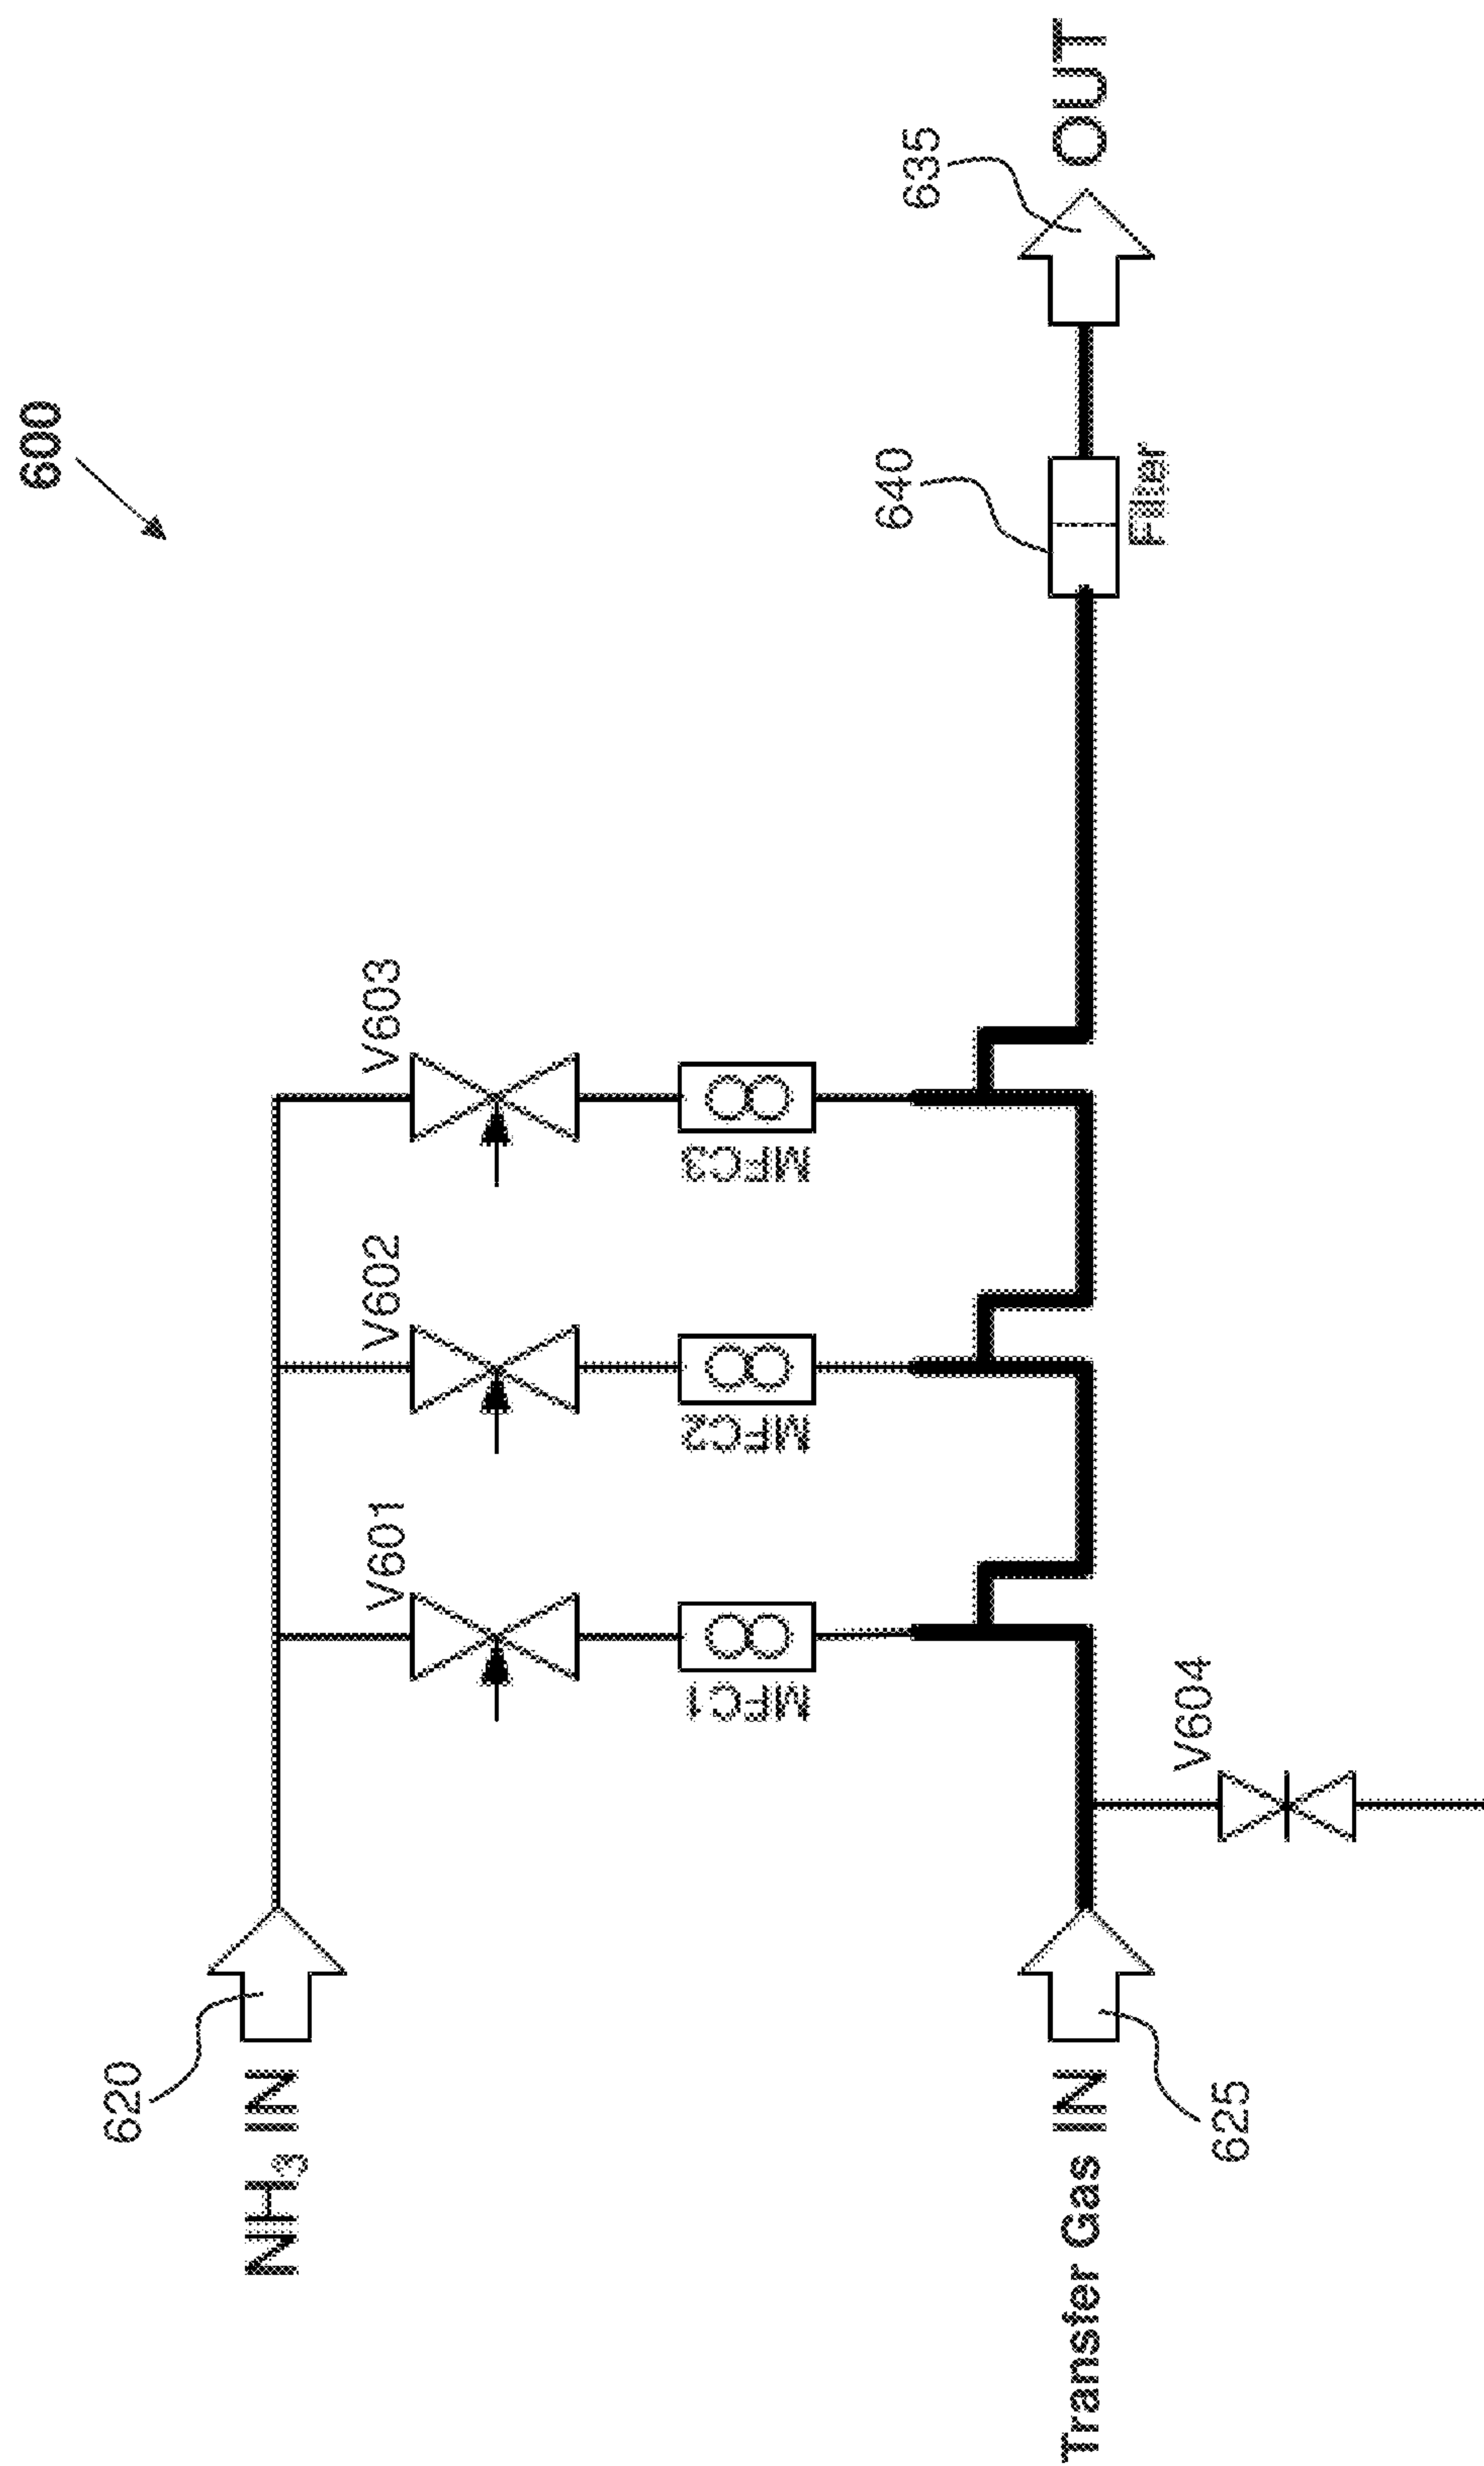 600
NH3 IN
620
V601
V602
V603
MFC1
MFC2
MFC3
640
Filter
635
OUT
Transfer Gas IN
625
V604